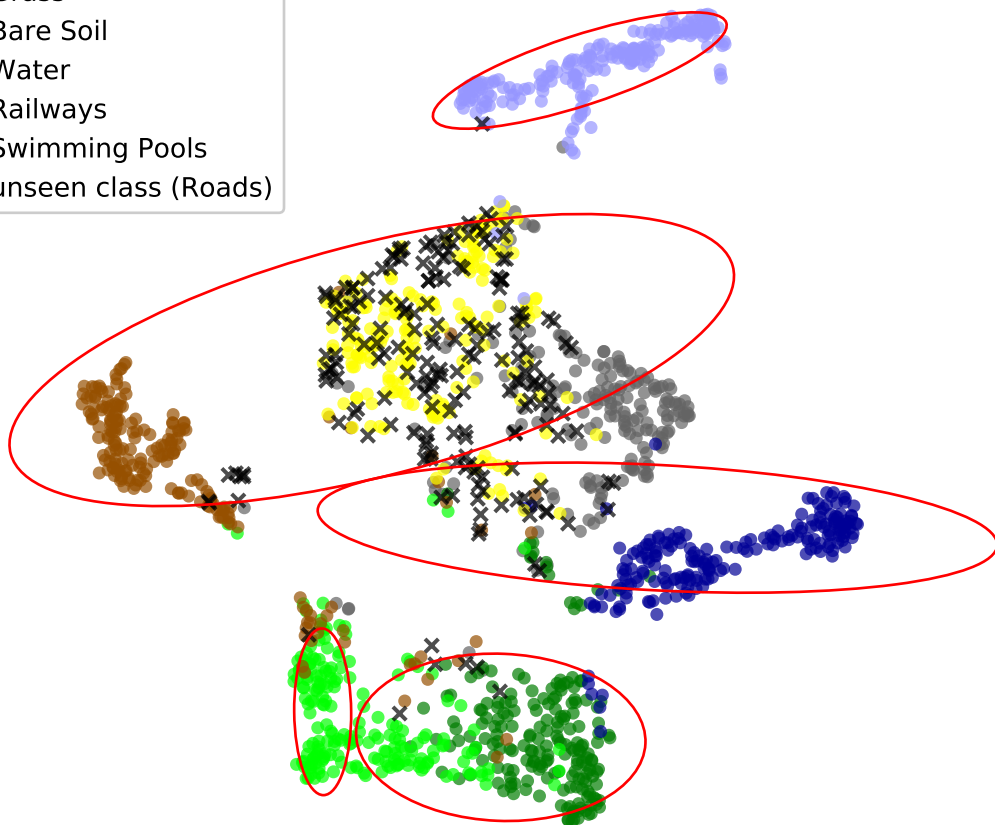 Bare Soil
Water
Railways
Swimming Pools
unseen class (Roads)